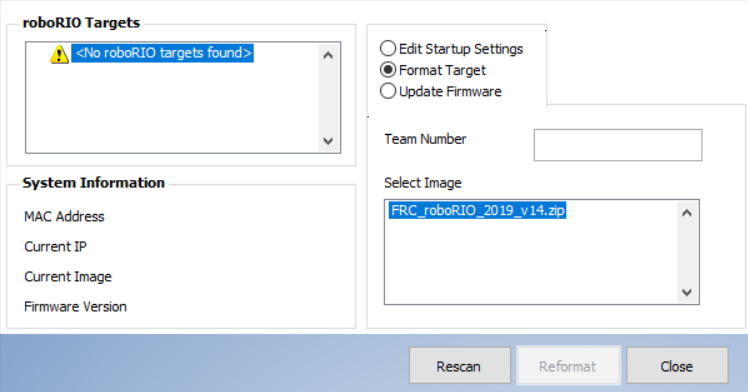 roboRIO Targets
<No roboRIO targets found>
System Information
MAC Address
Current IP
Current Image
Firmware Version
Edit Startup Settings
Format Target
Update Firmware
Team Number
Select Image
FRC_roboRIO_2019_v14.zip
Rescan
Reformat
Close